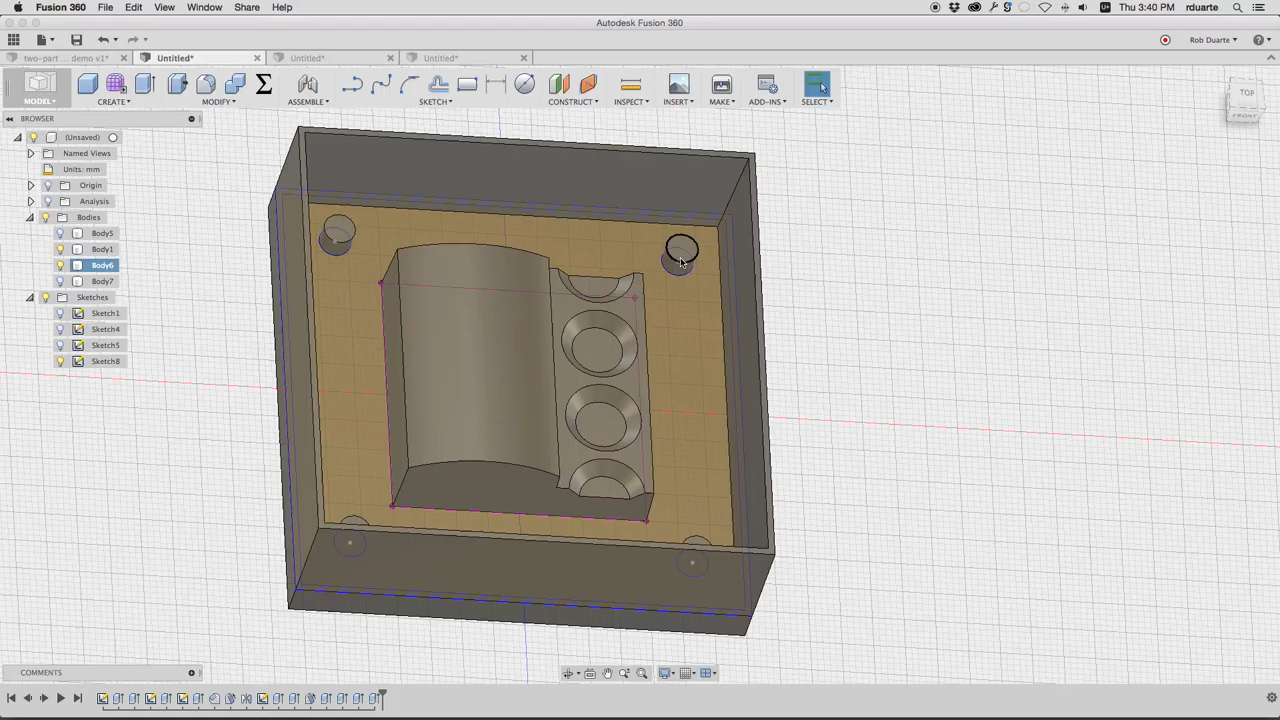 Fusion 360 File Edit View Window Share Help Thu 3:40 PM rduarte
Autodesk Fusion 360
Rob Duarte
two-part ... demo v1* Untitled* Untitled* Untitled*
MODEL CREATE MODIFY ASSEMBLE SKETCH CONSTRUCT INSPECT INSERT MAKE ADD-INS SELECT
BROWSER
(Unsaved)
Named Views
Units: mm
Origin
Analysis
Bodies
Body5
Body1
Body6
Body7
Sketches
Sketch1
Sketch4
Sketch5
Sketch8
TOP
FRONT
COMMENTS